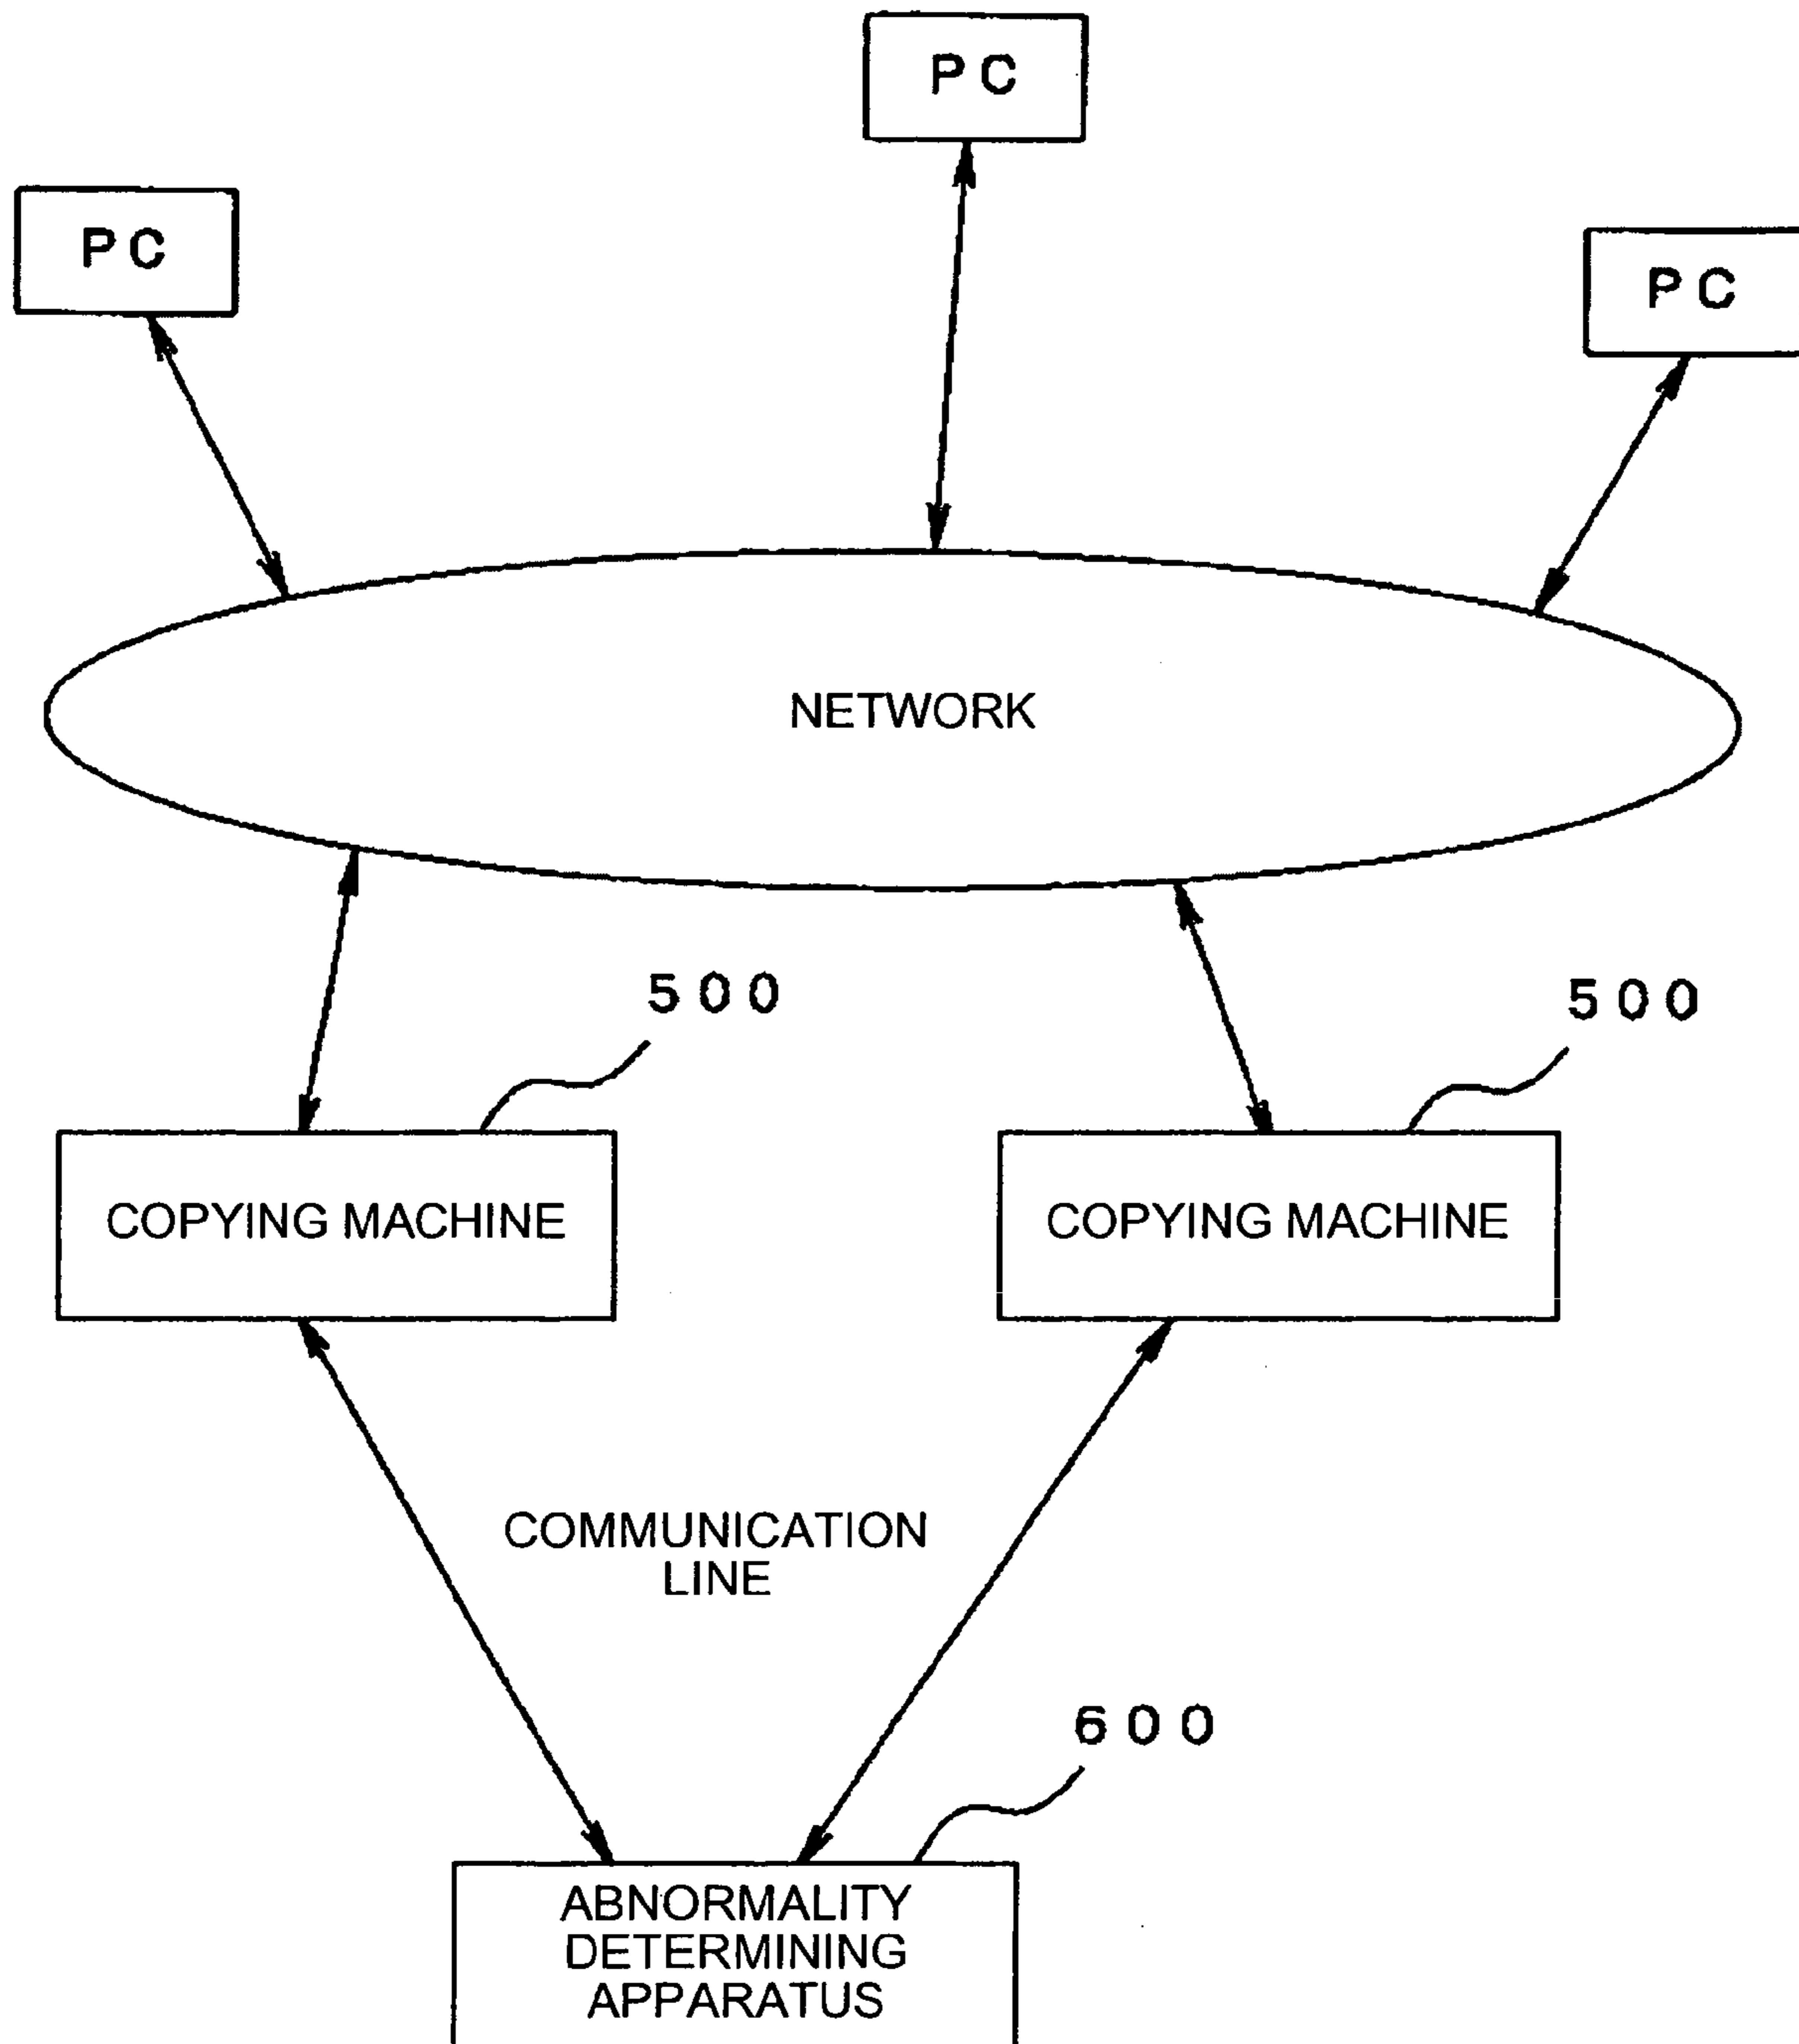 PC
PC
PC
NETWORK
500
500
COPYING MACHINE
COPYING MACHINE
COMMUNICATION
LINE
600
ABNORMALITY
DETERMINING
APPARATUS